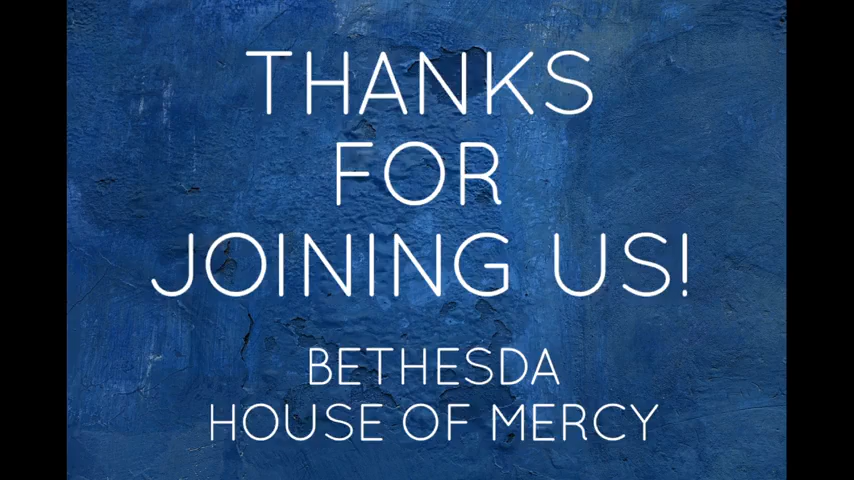 THANKS
FOR
JOINING US!
BETHESDA
HOUSE OF MERCY